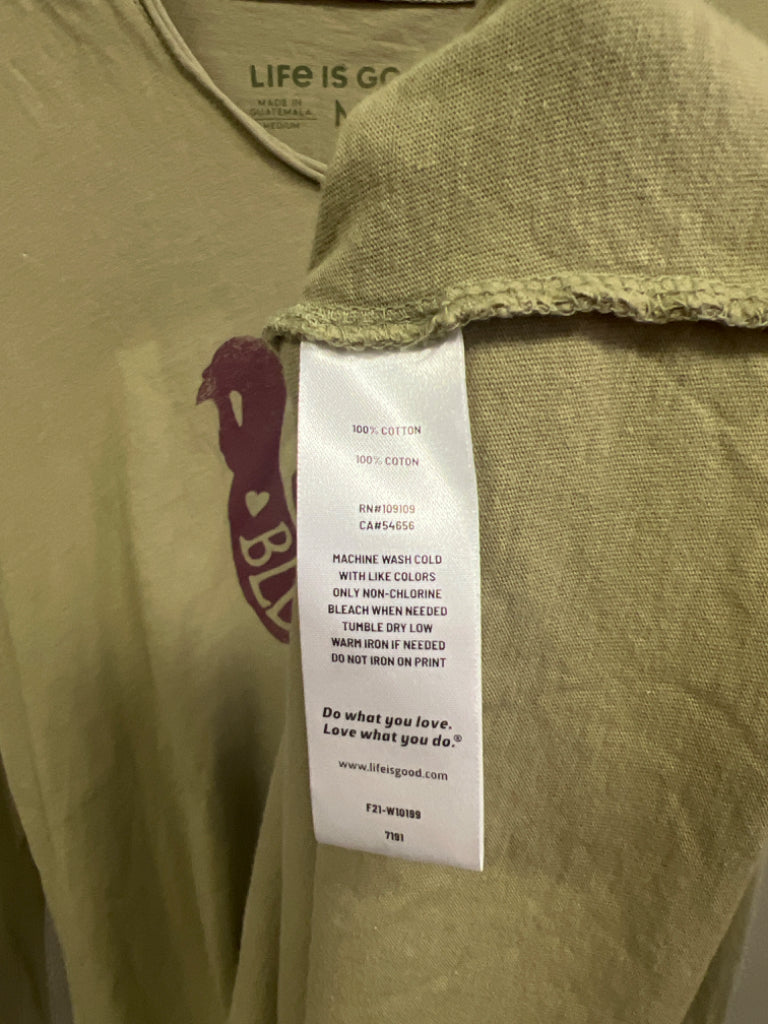 LIFE IS GO
MADE IN
GUATEMALA
MEDIUM
M
BLE
100% COTTON
100% COTON
RN#109109
CA#54656
MACHINE WASH COLD
WITH LIKE COLORS
ONLY NON-CHLORINE
BLEACH WHEN NEEDED
TUMBLE DRY LOW
WARM IRON IF NEEDED
DO NOT IRON ON PRINT
Do what you love.
Love what you do.®
www.lifeisgood.com
F21-W10199
7191